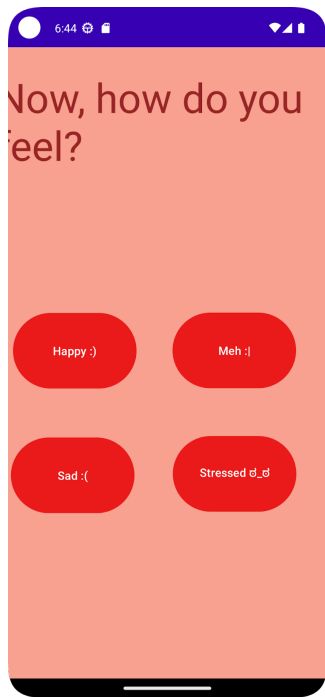 6:44
Now, how do you
feel?
Happy :)
Meh :|
Sad :(
Stressed ಠ_ಠ